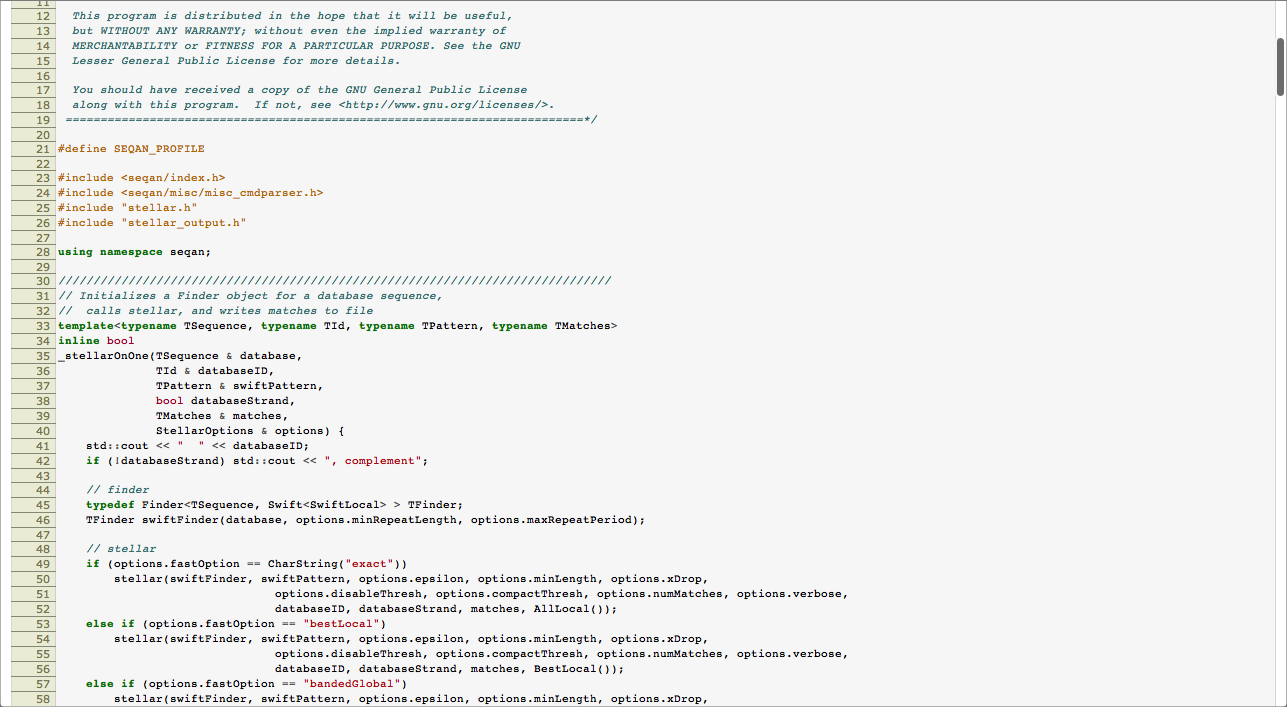 11
12 This program is distributed in the hope that it will be useful,
13 but WITHOUT ANY WARRANTY; without even the implied warranty of
14 MERCHANTABILITY or FITNESS FOR A PARTICULAR PURPOSE. See the GNU
15 Lesser General Public License for more details.
16
17 You should have received a copy of the GNU General Public License
18 along with this program.  If not, see <http://www.gnu.org/licenses/>.
19 ==========================================================================*/
20
21 #define SEQAN_PROFILE
22
23 #include <seqan/index.h>
24 #include <seqan/misc/misc_cmdparser.h>
25 #include "stellar.h"
26 #include "stellar_output.h"
27
28 using namespace seqan;
29
30 ///////////////////////////////////////////////////////////////////////////////
31 // Initializes a Finder object for a database sequence,
32 //  calls stellar, and writes matches to file
33 template<typename TSequence, typename TId, typename TPattern, typename TMatches>
34 inline bool
35 _stellarOnOne(TSequence & database,
36               TId & databaseID,
37               TPattern & swiftPattern,
38               bool databaseStrand,
39               TMatches & matches,
40               StellarOptions & options) {
41     std::cout << "  " << databaseID;
42     if (!databaseStrand) std::cout << ", complement";
43
44     // finder
45     typedef Finder<TSequence, Swift<SwiftLocal> > TFinder;
46     TFinder swiftFinder(database, options.minRepeatLength, options.maxRepeatPeriod);
47
48     // stellar
49     if (options.fastOption == CharString("exact"))
50         stellar(swiftFinder, swiftPattern, options.epsilon, options.minLength, options.xDrop,
51                                options.disableThresh, options.compactThresh, options.numMatches, options.verbose,
52                                databaseID, databaseStrand, matches, AllLocal());
53     else if (options.fastOption == "bestLocal")
54         stellar(swiftFinder, swiftPattern, options.epsilon, options.minLength, options.xDrop,
55                                options.disableThresh, options.compactThresh, options.numMatches, options.verbose,
56                                databaseID, databaseStrand, matches, BestLocal());
57     else if (options.fastOption == "bandedGlobal")
58         stellar(swiftFinder, swiftPattern, options.epsilon, options.minLength, options.xDrop,